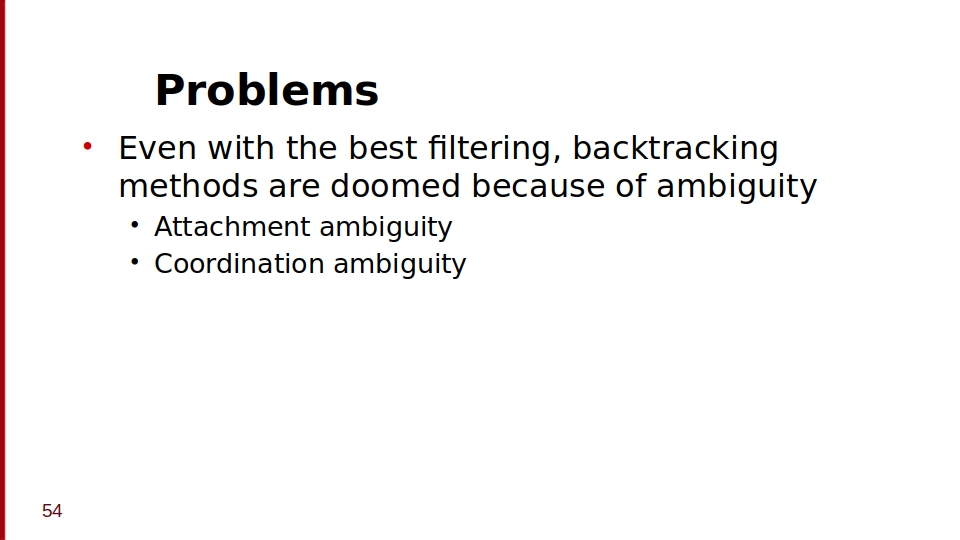 Problems
• Even with the best filtering, backtracking
methods are doomed because of ambiguity
• Attachment ambiguity
• Coordination ambiguity
54